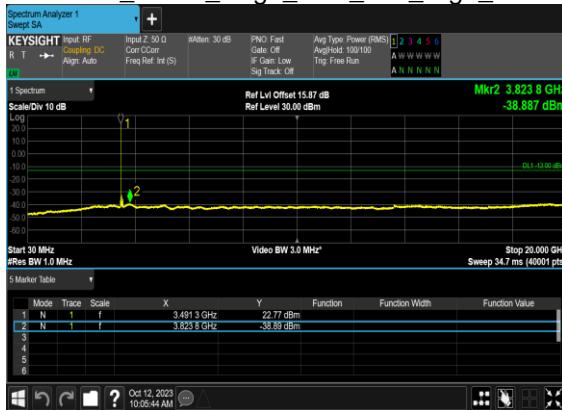 Spectrum Analyzer 1
Swept SA
KEYSIGHT Input: RF Input Z: 50 Ω #Atten: 30 dB PNO: Fast Avg Type: Power (RMS) 1 2 3 4 5 6
R T Coupling: DC Corr CCorr Gate: Off Avg|Hold: 100/100 A W W W W W
Align: Auto Freq Ref: Int (S) IF Gain: Low Trig: Free Run
Sig Track: Off A N N N N N
1 Spectrum Ref Lvl Offset 15.87 dB Mkr2 3.823 8 GHz
Scale/Div 10 dB Ref Level 30.00 dBm -38.887 dBm
Log
20.0
10.0
0.00
-10.0
DL1 -13.00 dBm
-20.0
-30.0
-40.0
-50.0
-60.0
1
2
Start 30 MHz Video BW 3.0 MHz* Stop 20.000 GHz
#Res BW 1.0 MHz Sweep 34.7 ms (40001 pts)
5 Marker Table
Mode Trace Scale X Y Function Function Width Function Value
1 N 1 f 3.491 3 GHz 22.77 dBm
2 N 1 f 3.823 8 GHz -38.89 dBm
3
4
5
6
? Oct 12, 2023
10:05:44 AM